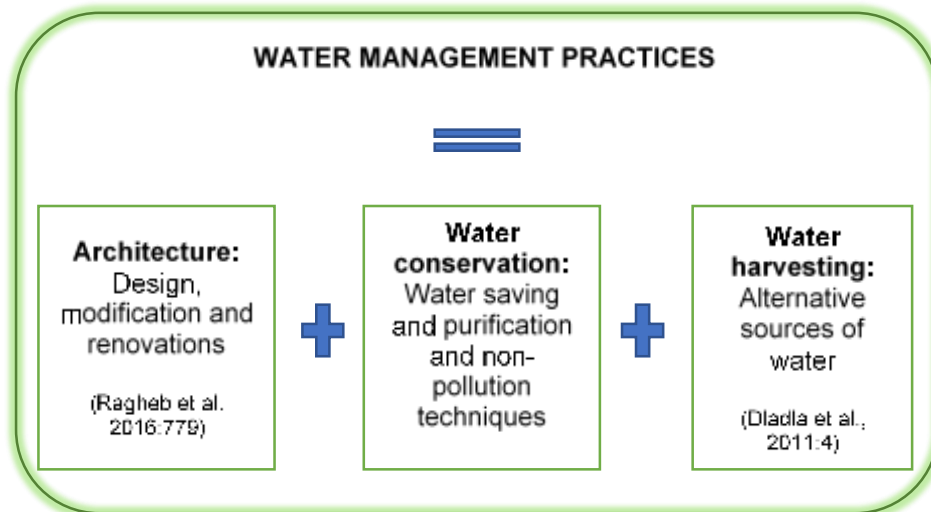 WATER MANAGEMENT PRACTICES
Architecture:
Design,
modification and
renovations
(Ragheb et al.
2016:779)
Water
conservation:
Water saving
and purification
and non-
pollution
techniques
Water
harvesting:
Alternative
sources of
water
(Dladla et al.,
2011:4)